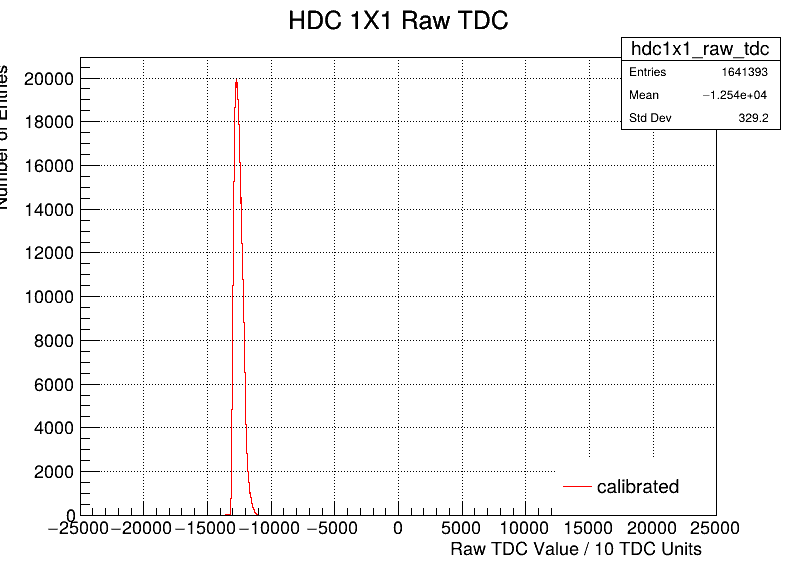 HDC 1X1 Raw TDC
hdc1x1_raw_tdc
Entries 1641393
Mean −1.254e+04
Std Dev 329.2
Number of Entries
20000
18000
16000
14000
12000
10000
8000
6000
4000
2000
0
−25000 −20000 −15000 −10000 −5000 0 5000 10000 15000 20000 25000
calibrated
Raw TDC Value / 10 TDC Units